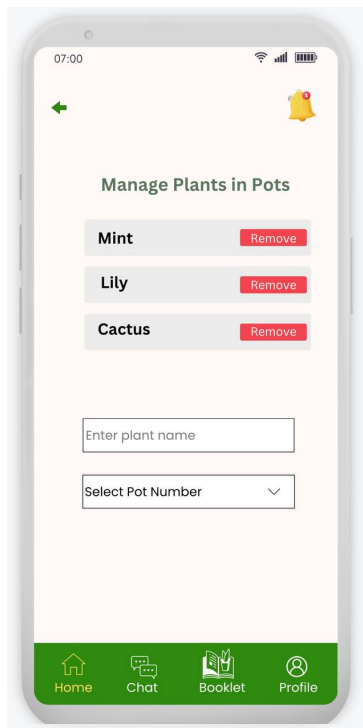 07:00
Manage Plants in Pots
Mint Remove
Lily Remove
Cactus Remove
Enter plant name
Select Pot Number
Home Chat Booklet Profile